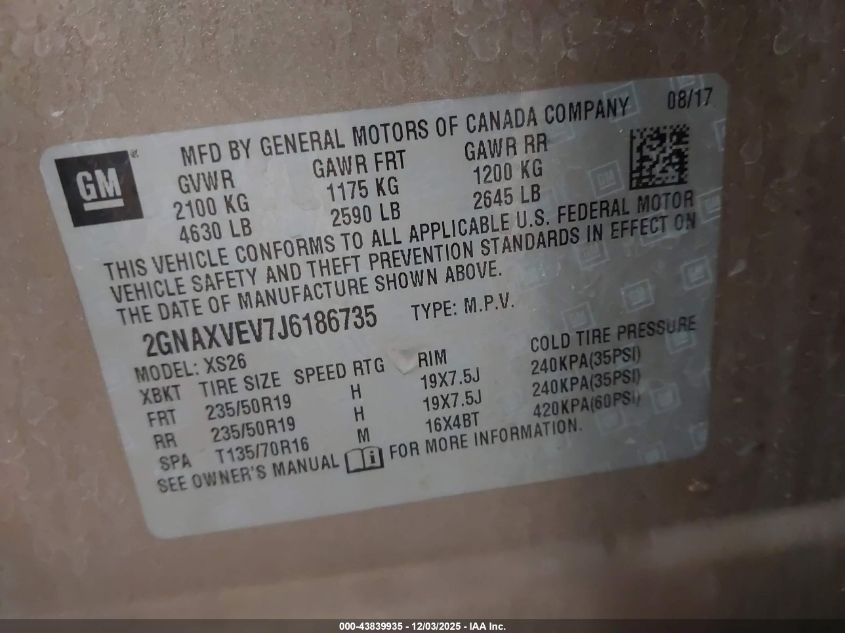 MFD BY GENERAL MOTORS OF CANADA COMPANY 08/17
GM
GVWR GAWR FRT GAWR RR
2100 KG 1175 KG 1200 KG
4630 LB 2590 LB 2645 LB
THIS VEHICLE CONFORMS TO ALL APPLICABLE U.S. FEDERAL MOTOR
VEHICLE SAFETY AND THEFT PREVENTION STANDARDS IN EFFECT ON
THE DATE OF MANUFACTURE SHOWN ABOVE.
2GNAXVEV7J6186735 TYPE: M.P.V.
MODEL: XS26
XBKT TIRE SIZE SPEED RTG RIM COLD TIRE PRESSURE
FRT 235/50R19 H 19X7.5J 240KPA(35PSI)
RR 235/50R19 H 19X7.5J 240KPA(35PSI)
SPA T135/70R16 M 16X4BT 420KPA(60PSI)
SEE OWNER'S MANUAL i FOR MORE INFORMATION.
000-43839935 - 12/03/2025 - IAA Inc.